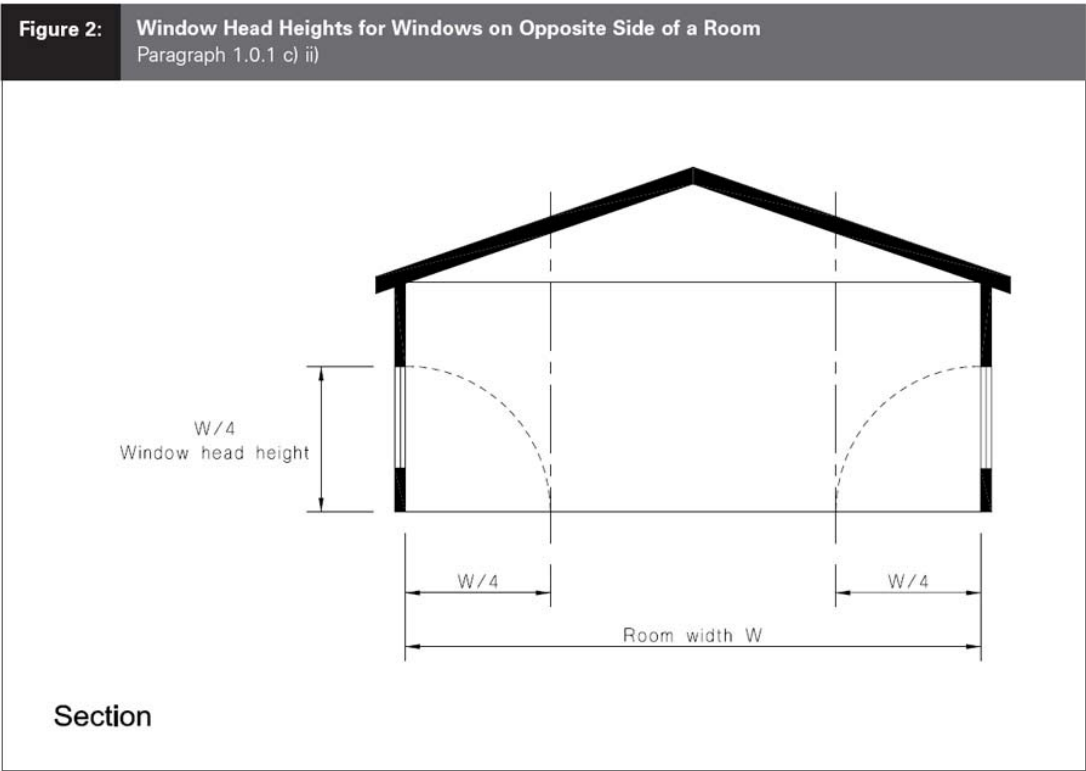 Figure 2:
Window Head Heights for Windows on Opposite Side of a Room
Paragraph 1.0.1 c) ii)
W/4
Window head height
W/4
W/4
Room width W
Section